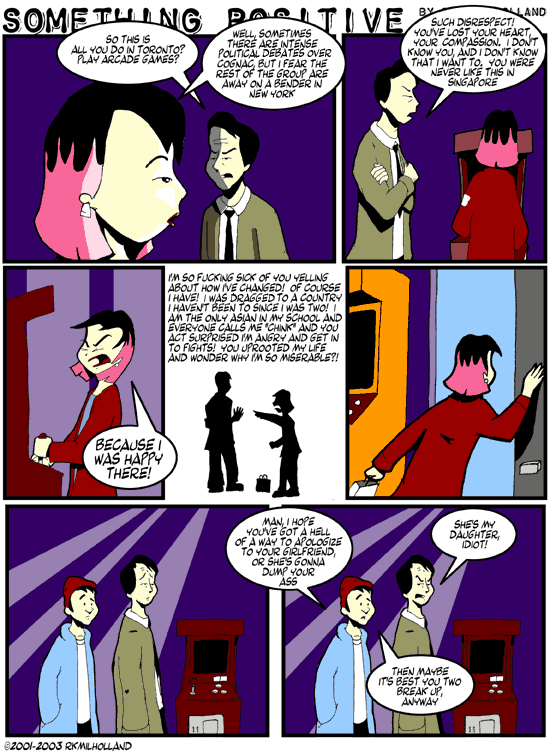 SOMETHING POSITIVE BY
HOLLAND
SO THIS IS
ALL YOU DO IN TORONTO?
PLAY ARCADE GAMES?
WELL, SOMETIMES
THERE ARE INTENSE
POLITICAL DEBATES OVER
COGNAC, BUT I FEAR THE
REST OF THE GROUP ARE
AWAY ON A BENDER IN
NEW YORK
SUCH DISRESPECT!
YOU'VE LOST YOUR HEART,
YOUR COMPASSION. I DON'T
KNOW YOU, AND I DON'T KNOW
THAT I WANT TO. YOU WERE
NEVER LIKE THIS IN
SINGAPORE
BECAUSE I
WAS HAPPY
THERE!
I'M SO FUCKING SICK OF YOU YELLING
ABOUT HOW I'VE CHANGED! OF COURSE
I HAVE! I WAS DRAGGED TO A COUNTRY
I HAVEN'T BEEN TO SINCE I WAS TWO! I
AM THE ONLY ASIAN IN MY SCHOOL AND
EVERYONE CALLS ME "CHINK" AND YOU
ACT SURPRISED I'M ANGRY AND GET IN
TO FIGHTS! YOU UPROOTED MY LIFE
AND WONDER WHY I'M SO MISERABLE?!
MAN, I HOPE
YOU'VE GOT A HELL
OF A WAY TO APOLOGIZE
TO YOUR GIRLFRIEND,
OR SHE'S GONNA
DUMP YOUR
ASS
SHE'S MY
DAUGHTER,
IDIOT!
THEN MAYBE
IT'S BEST YOU TWO
BREAK UP,
ANYWAY
©2001-2003 RKMILHOLLAND